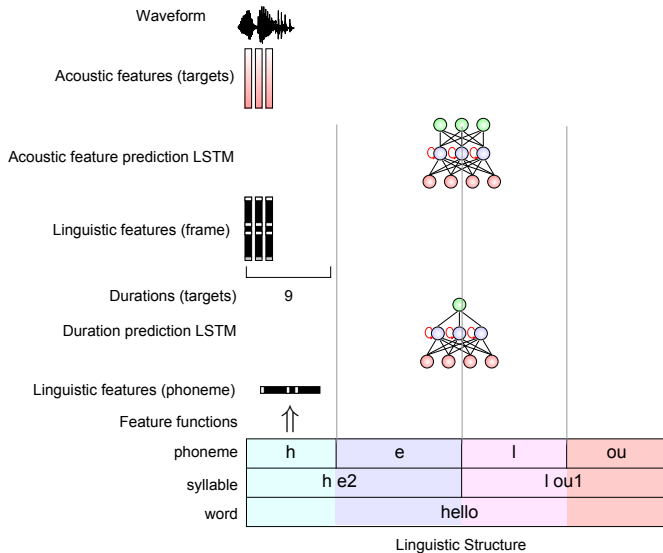 Waveform
Acoustic features (targets)
Acoustic feature prediction LSTM
Linguistic features (frame)
Durations (targets) 9
Duration prediction LSTM
Linguistic features (phoneme)
Feature functions
phoneme h e l ou
syllable h e2 l ou1
word hello
Linguistic Structure